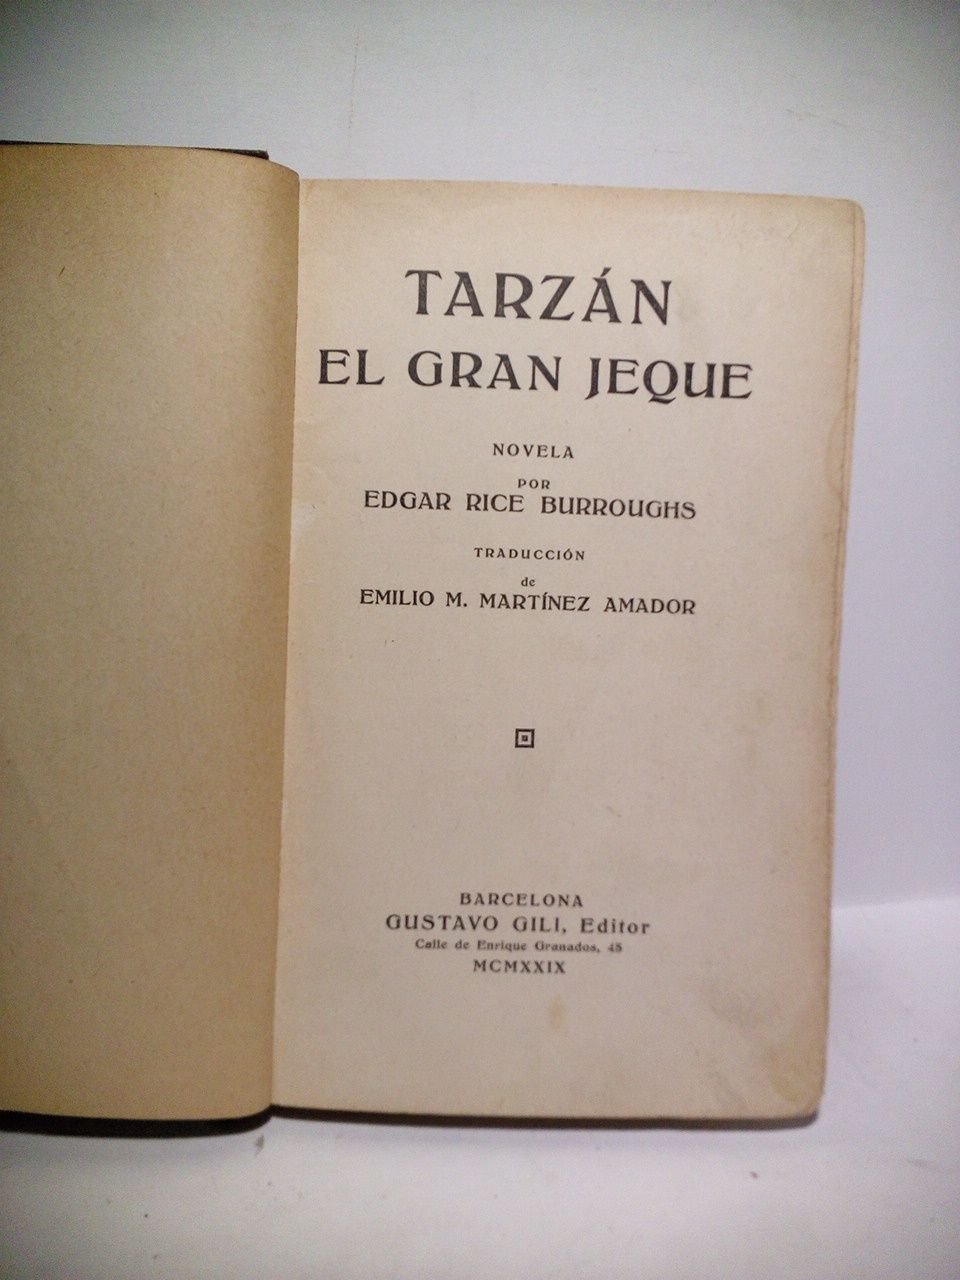 TARZÁN
EL GRAN JEQUE
NOVELA
POR
EDGAR RICE BURROUGHS
TRADUCCIÓN
de
EMILIO M. MARTÍNEZ AMADOR
BARCELONA
GUSTAVO GILI, Editor
Calle de Enrique Granados, 45
MCMXXIX